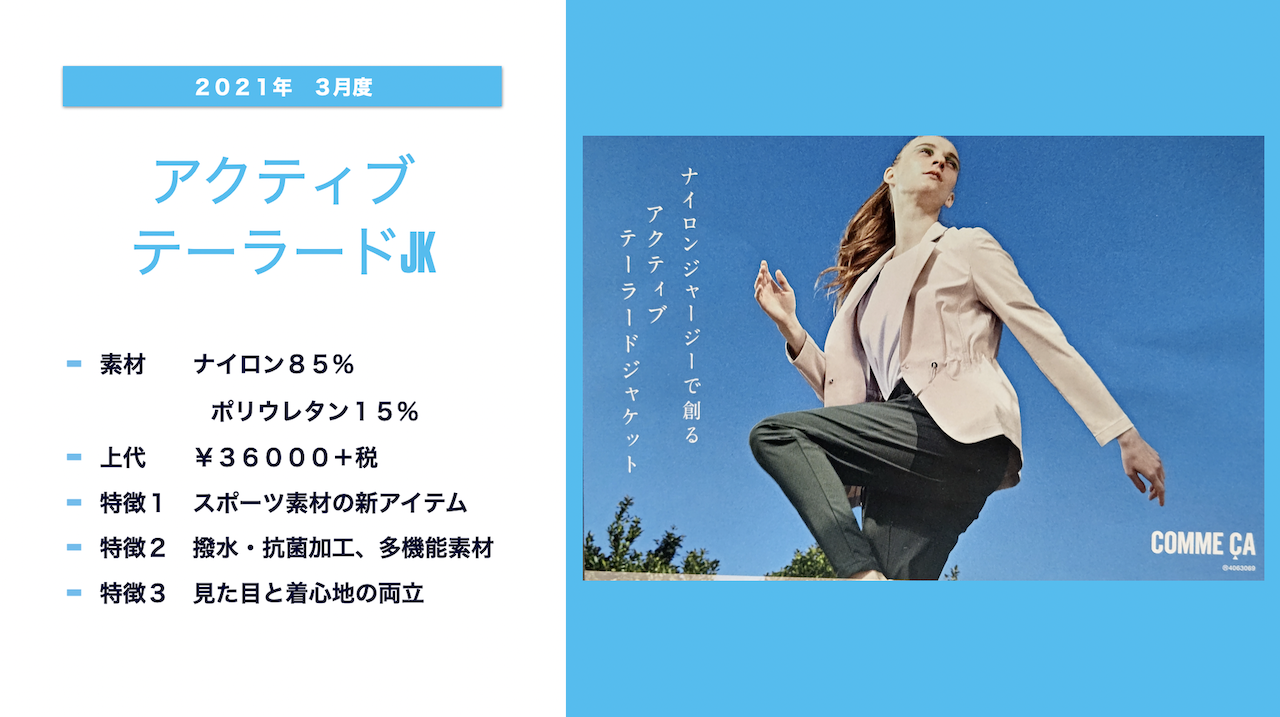 ２０２１年　３月度
アクティブ
テーラードJK
素材　　ナイロン８５％
ポリウレタン１５％
上代　　￥３６０００＋税
特徴１　スポーツ素材の新アイテム
特徴２　撥水・抗菌加工、多機能素材
特徴３　見た目と着心地の両立
ナイロンジャージーで創る
アクティブ
テーラードジャケット
COMME ÇA
Ⓟ4063069